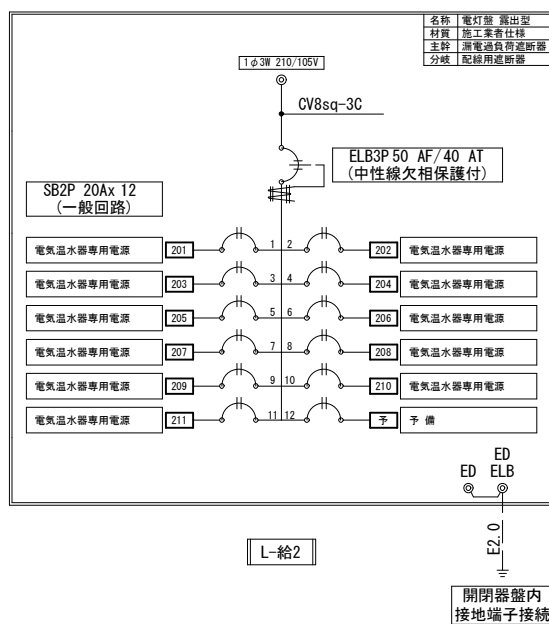 名称 電灯盤 露出型
材質 施工業者仕様
主幹 漏電過負荷遮断器
分岐 配線用遮断器
1φ3W 210/105V
CV8sq-3C
ELB3P 50 AF/40 AT
(中性線欠相保護付)
SB2P 20Ax 12
(一般回路)
電気温水器専用電源 201 1 2 202 電気温水器専用電源
電気温水器専用電源 203 3 4 204 電気温水器専用電源
電気温水器専用電源 205 5 6 206 電気温水器専用電源
電気温水器専用電源 207 7 8 208 電気温水器専用電源
電気温水器専用電源 209 9 10 210 電気温水器専用電源
電気温水器専用電源 211 11 12 予 予 備
ED
ED ELB
E2.0
L-給2
開閉器盤内
接地端子接続